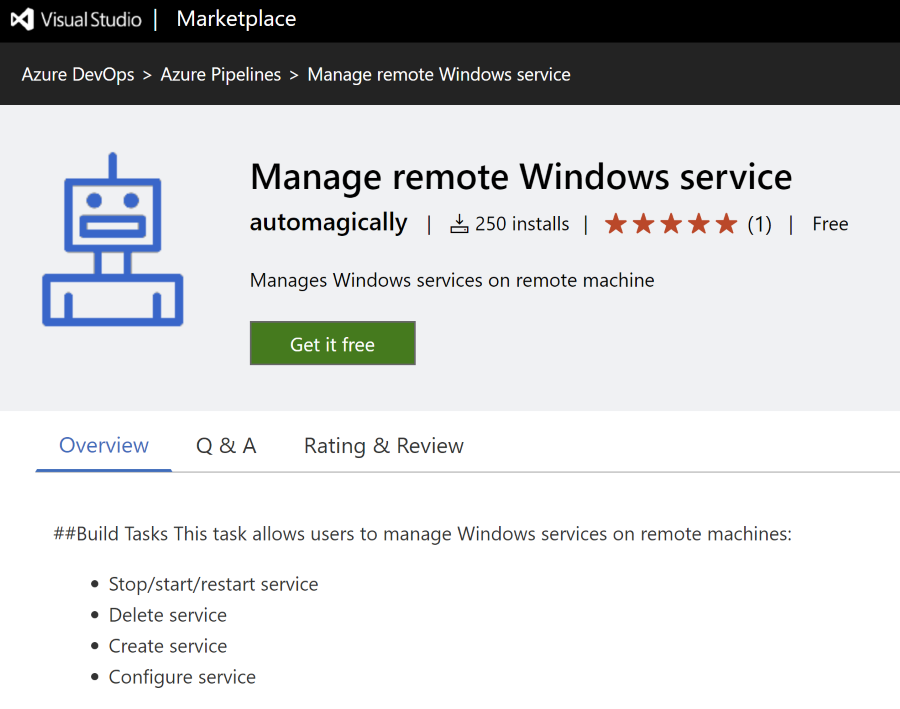 Visual Studio | Marketplace
Azure DevOps > Azure Pipelines > Manage remote Windows service
Manage remote Windows service
automagically | 250 installs | (1) | Free
Manages Windows services on remote machine
Get it free
Overview Q & A Rating & Review
##Build Tasks This task allows users to manage Windows services on remote machines:
• Stop/start/restart service
• Delete service
• Create service
• Configure service